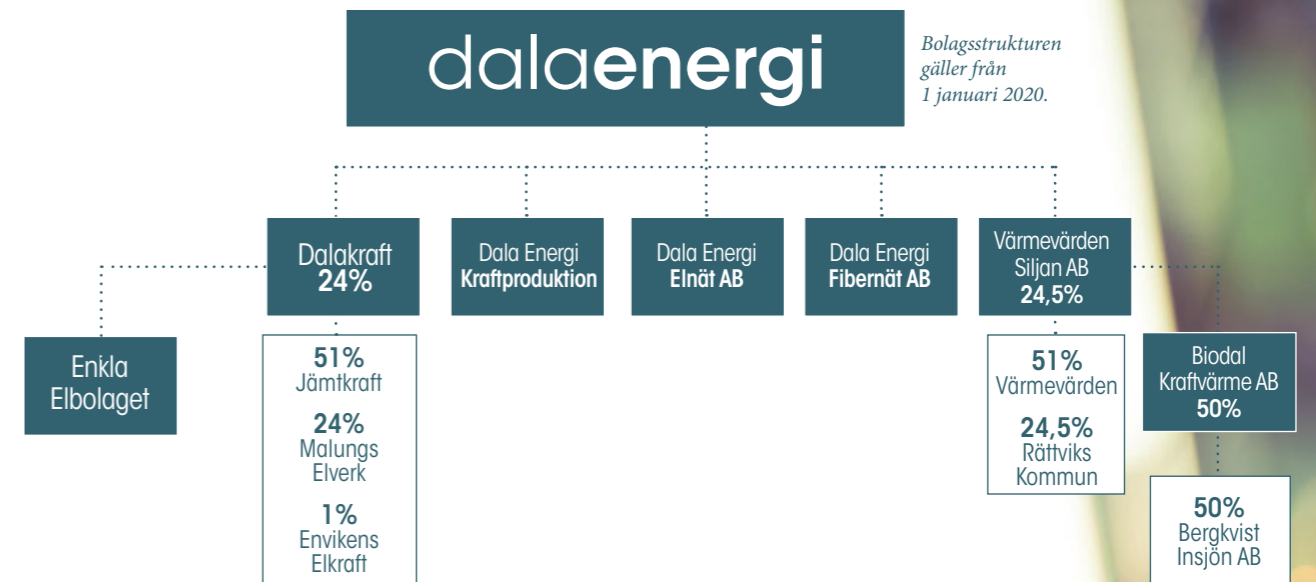 dalaenergi
Bolagsstrukturen
gäller från
1 januari 2020.
Dalakraft
24%
Dala Energi
Kraftproduktion
Dala Energi
Elnät AB
Dala Energi
Fibernät AB
Värmevärden
Siljan AB
24,5%
Enkla
Elbolaget
51%
Jämtkraft
24%
Malungs
Elverk
1%
Envikens
Elkraft
51%
Värmevärden
24,5%
Rättviks
Kommun
Biodal
Kraftvärme AB
50%
50%
Bergkvist
Insjön AB